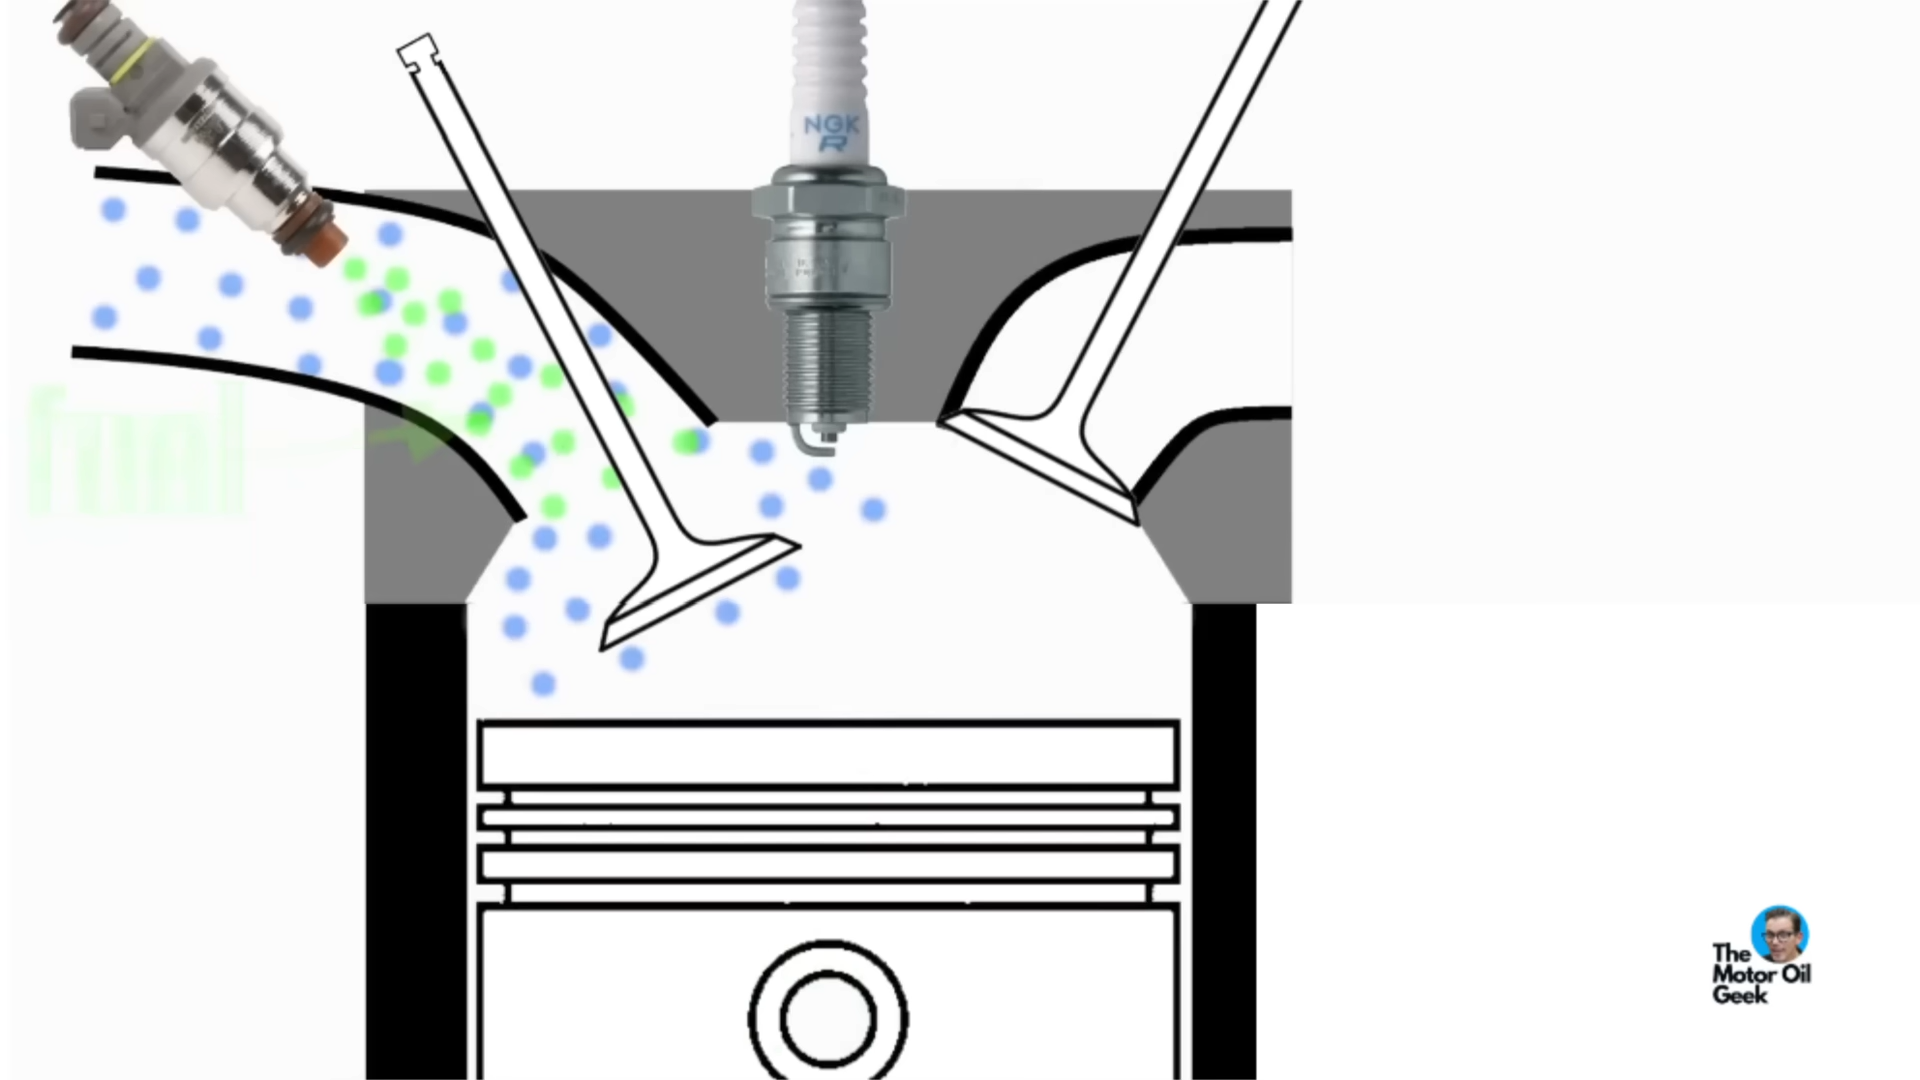 NGK
R
fuel
The
Motor Oil
Geek